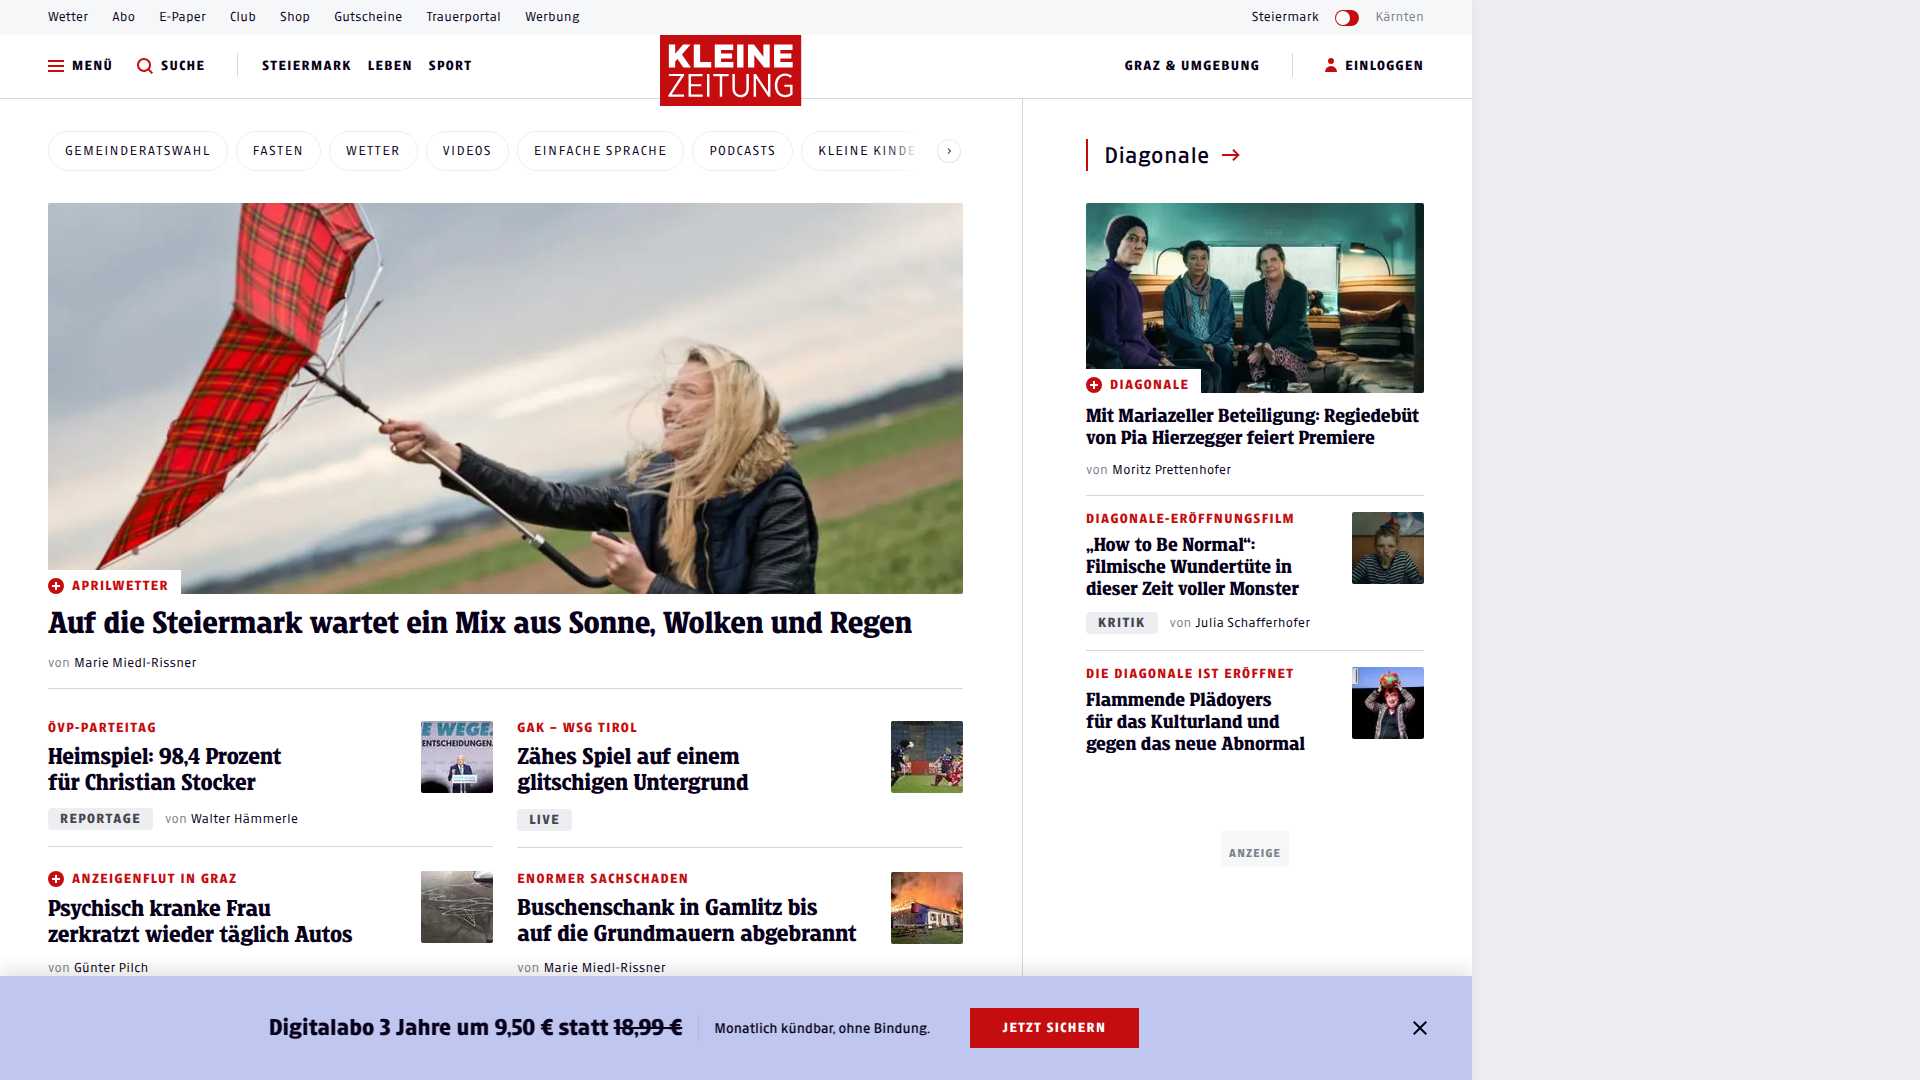 Wetter
Abo
E-Paper
Club
Shop
Gutscheine
Trauerportal
Werbung
Steiermark
Kärnten
MENÜ
SUCHE
STEIERMARK
LEBEN
SPORT
KLEINE
ZEITUNG
GRAZ & UMGEBUNG
EINLOGGEN
GEMEINDERATSWAHL
FASTEN
WETTER
VIDEOS
EINFACHE SPRACHE
PODCASTS
KLEINE KINDE
APRILWETTER
Auf die Steiermark wartet ein Mix aus Sonne, Wolken und Regen
von Marie Miedl-Rissner
ÖVP-PARTEITAG
Heimspiel: 98,4 Prozent
für Christian Stocker
REPORTAGE
von Walter Hämmerle
E WEGE.
ENTSCHEIDUNGEN.
GAK – WSG TIROL
Zähes Spiel auf einem
glitschigen Untergrund
LIVE
ANZEIGENFLUT IN GRAZ
Psychisch kranke Frau
zerkratzt wieder täglich Autos
von Günter Pilch
ENORMER SACHSCHADEN
Buschenschank in Gamlitz bis
auf die Grundmauern abgebrannt
von Marie Miedl-Rissner
Diagonale
DIAGONALE
Mit Mariazeller Beteiligung: Regiedebüt
von Pia Hierzegger feiert Premiere
von Moritz Prettenhofer
DIAGONALE-ERÖFFNUNGSFILM
„How to Be Normal“:
Filmische Wundertüte in
dieser Zeit voller Monster
KRITIK
von Julia Schafferhofer
DIE DIAGONALE IST ERÖFFNET
Flammende Plädoyers
für das Kulturland und
gegen das neue Abnormal
ANZEIGE
Digitalabo 3 Jahre um 9,50 € statt 18,99 €
Monatlich kündbar, ohne Bindung.
JETZT SICHERN